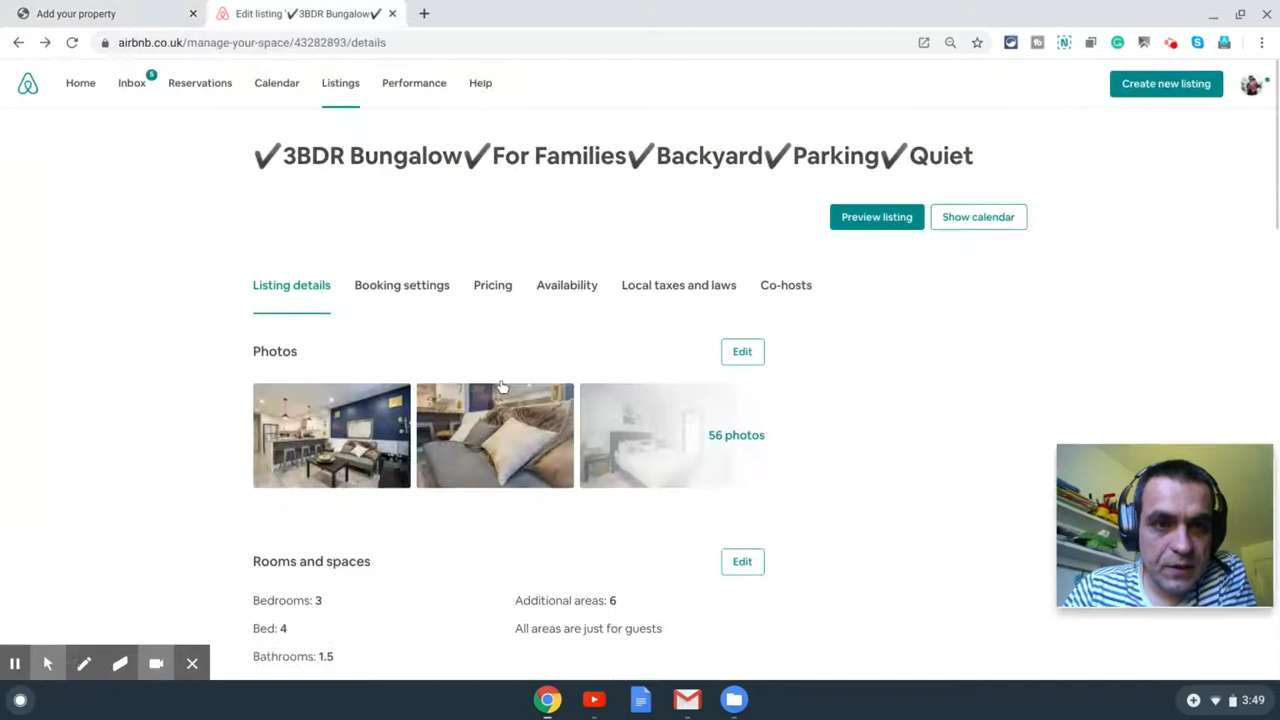 Add your property
Edit listing '✔3BDR Bungalow✔
airbnb.co.uk/manage-your-space/43282893/details
Home
Inbox
5
Reservations
Calendar
Listings
Performance
Help
Create new listing
✔3BDR Bungalow✔For Families✔Backyard✔Parking✔Quiet
Preview listing
Show calendar
Listing details
Booking settings
Pricing
Availability
Local taxes and laws
Co-hosts
Photos
Edit
56 photos
Rooms and spaces
Edit
Bedrooms: 3
Additional areas: 6
Bed: 4
All areas are just for guests
Bathrooms: 1.5
3:49